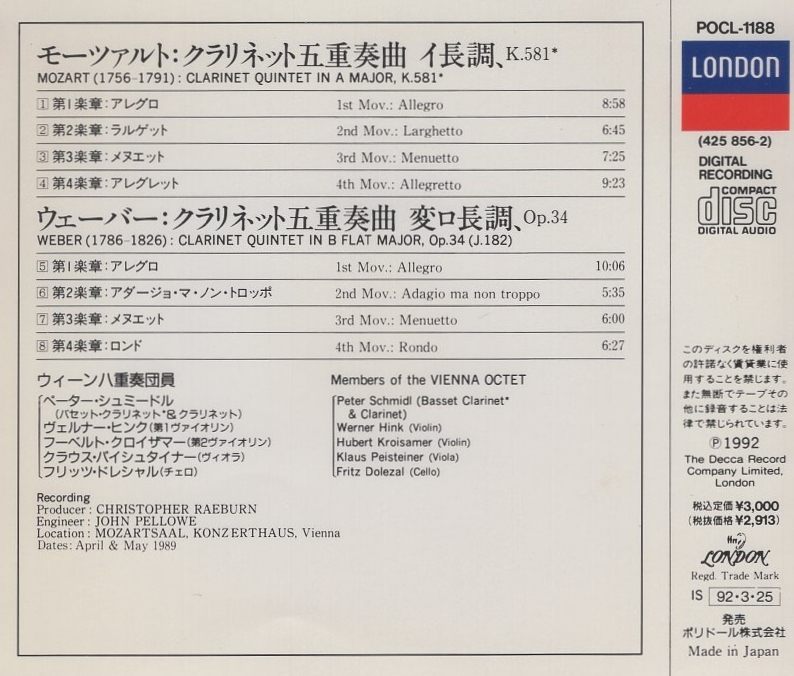 モーツァルト：クラリネット五重奏曲 イ長調、K.581*
MOZART (1756-1791) : CLARINET QUINTET IN A MAJOR, K.581*
1 第1楽章：アレグロ 1st Mov.: Allegro 8:58
2 第2楽章：ラルゲット 2nd Mov.: Larghetto 6:45
3 第3楽章：メヌエット 3rd Mov.: Menuetto 7:25
4 第4楽章：アレグレット 4th Mov.: Allegretto 9:23
ウェーバー：クラリネット五重奏曲 変ロ長調、Op.34
WEBER (1786-1826) : CLARINET QUINTET IN B FLAT MAJOR, Op.34 (J.182)
5 第1楽章：アレグロ 1st Mov.: Allegro 10:06
6 第2楽章：アダージョ・マ・ノン・トロッポ 2nd Mov.: Adagio ma non troppo 5:35
7 第3楽章：メヌエット 3rd Mov.: Menuetto 6:00
8 第4楽章：ロンド 4th Mov.: Rondo 6:27
ウィーン八重奏団員
ペーター・シュミードル
(バセット・クラリネット*& クラリネット)
ヴェルナー・ヒンク(第1ヴァイオリン)
フーベルト・クロイザマー(第2ヴァイオリン)
クラウス・パイシュタイナー(ヴィオラ)
フリッツ・ドレシャル(チェロ)
Members of the VIENNA OCTET
Peter Schmidl (Basset Clarinet*
& Clarinet)
Werner Hink (Violin)
Hubert Kroisamer (Violin)
Klaus Peisteiner (Viola)
Fritz Dolezal (Cello)
Recording
Producer : CHRISTOPHER RAEBURN
Engineer : JOHN PELLOWE
Location : MOZARTSAAL, KONZERTHAUS, Vienna
Dates: April & May 1989
POCL-1188
LONDON
(425 856-2)
DIGITAL
RECORDING
COMPACT
disc
DIGITAL AUDIO
このディスクを権利者
の許諾なく賃貸業に使
用することを禁じます。
また無断でテープその
他に録音することは法
律で禁じられています。
Ⓟ 1992
The Decca Record
Company Limited,
London
税込定価 ¥3,000
(税抜価格 ¥2,913)
LONDON
Regd. Trade Mark
IS 92・3・25
発売
ポリドール株式会社
Made in Japan